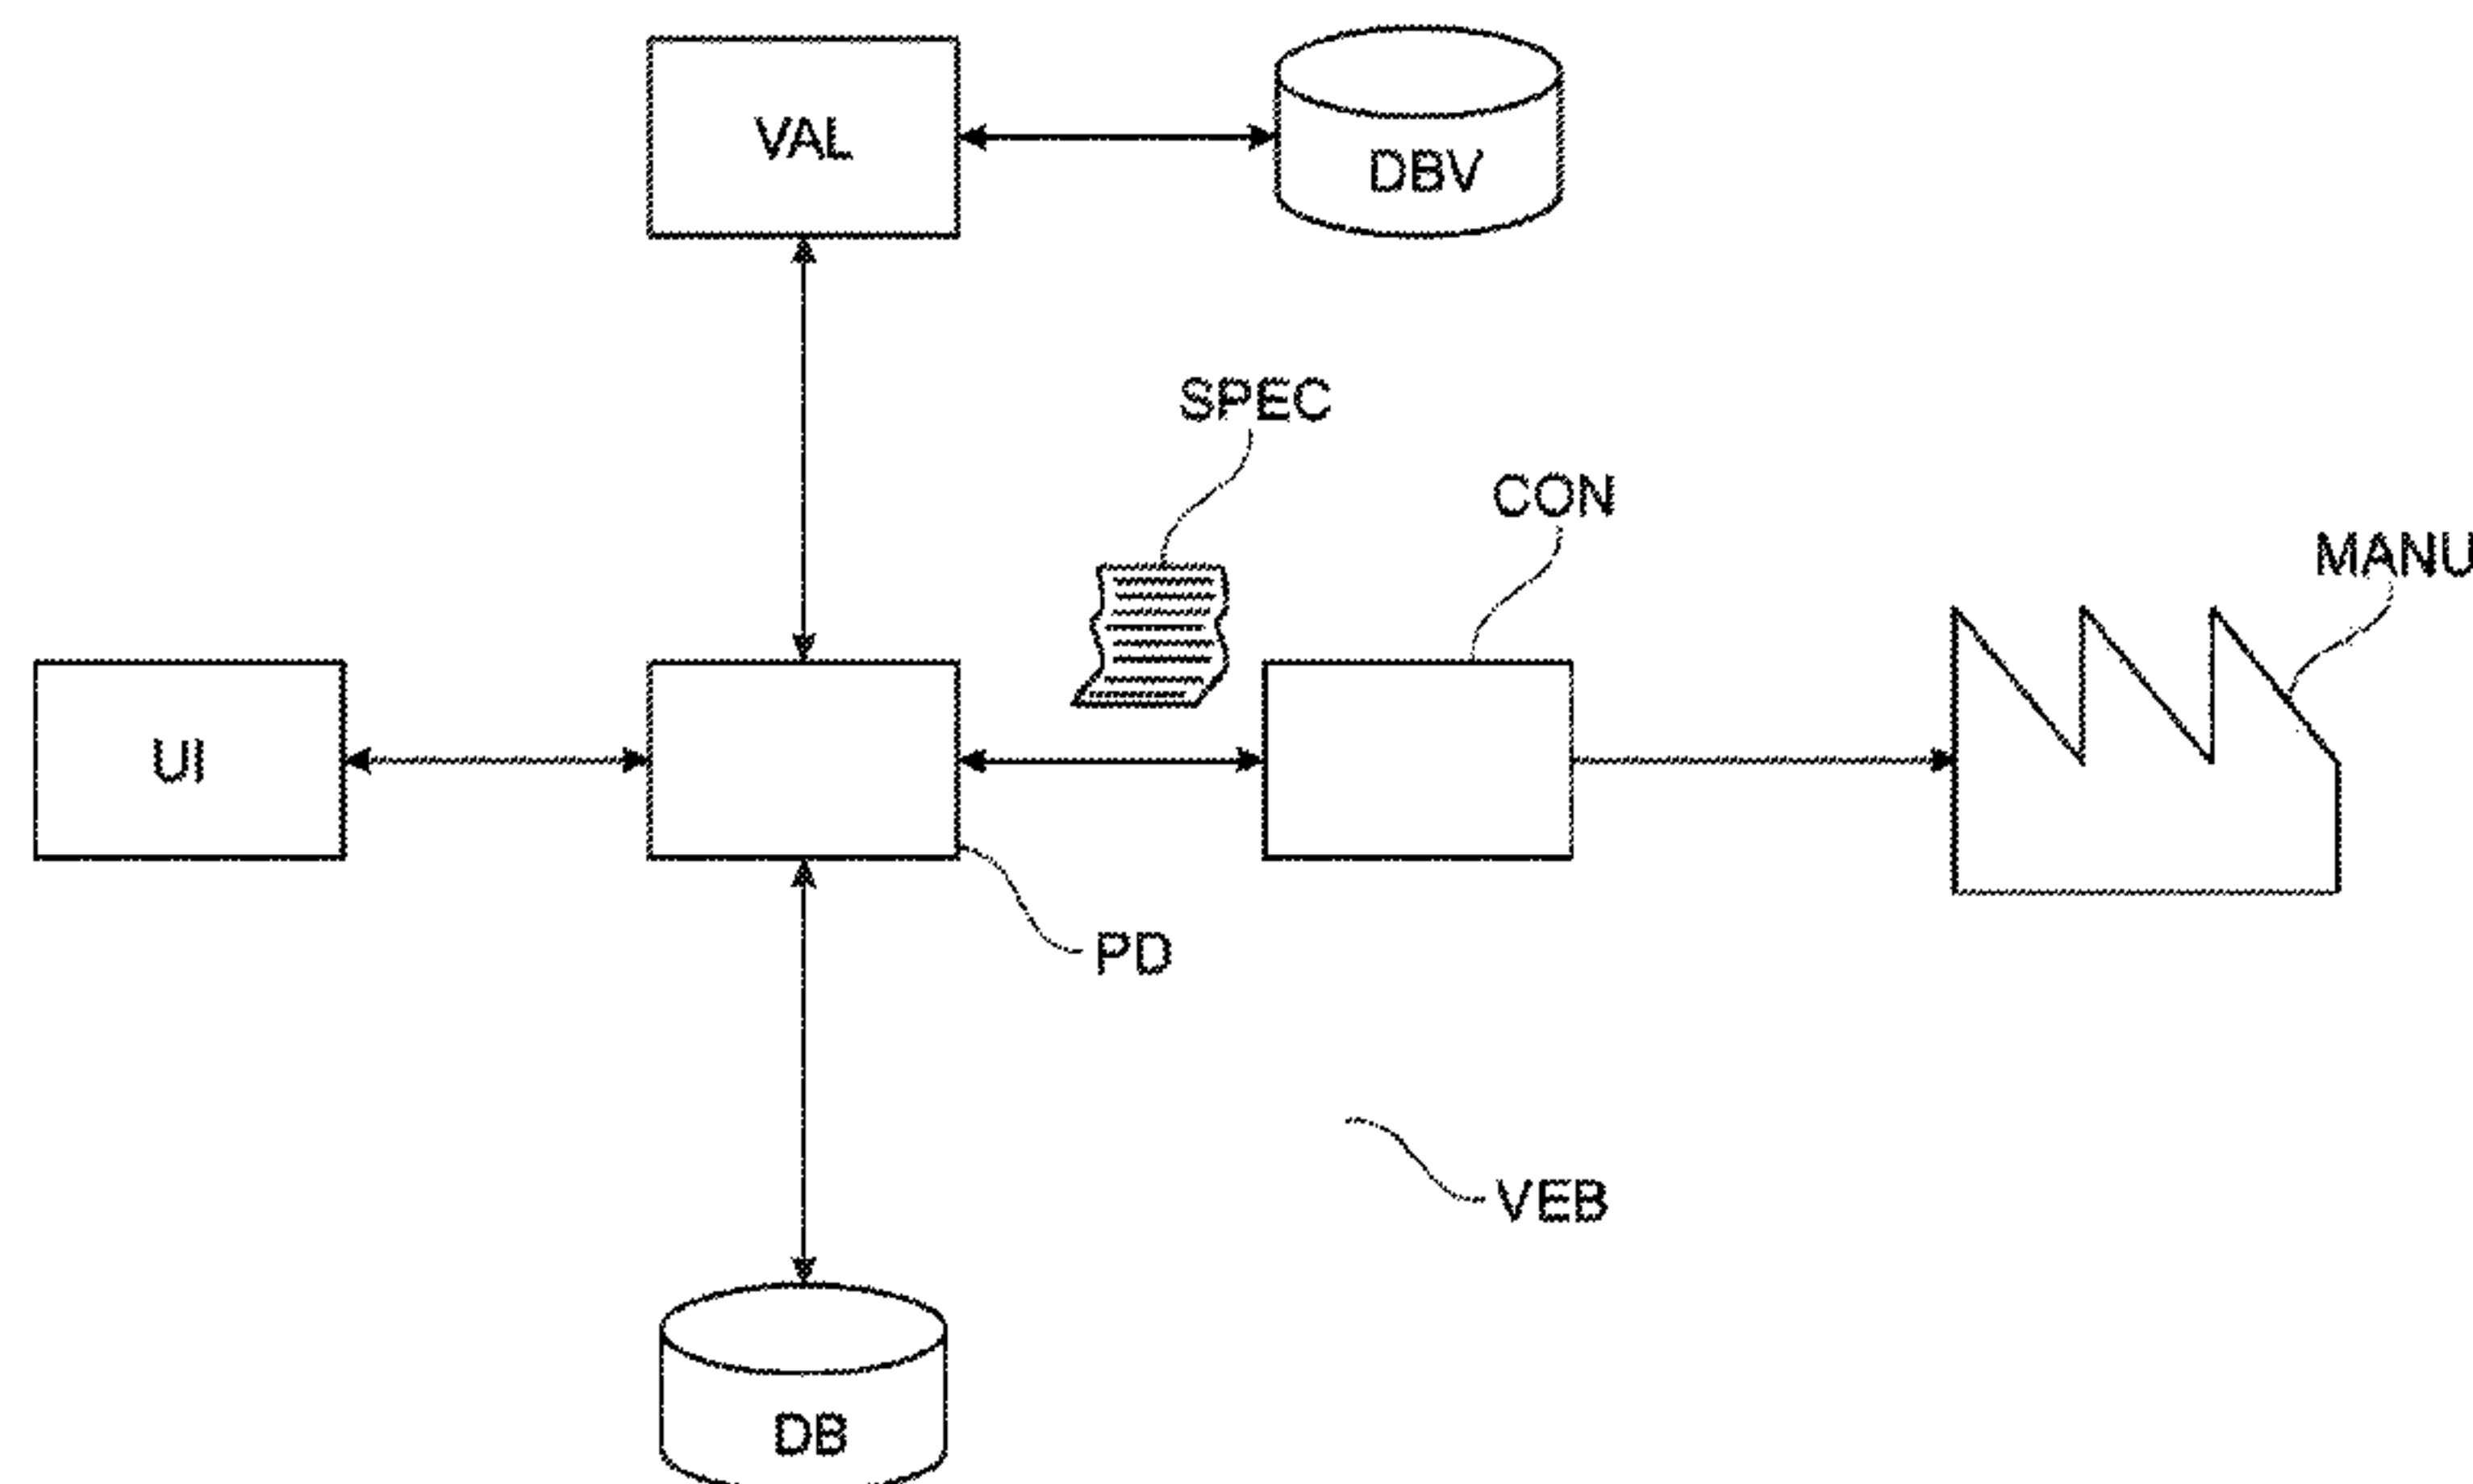 VAL
DBV
SPEC
CON
MANU
UI
PD
VEB
DB